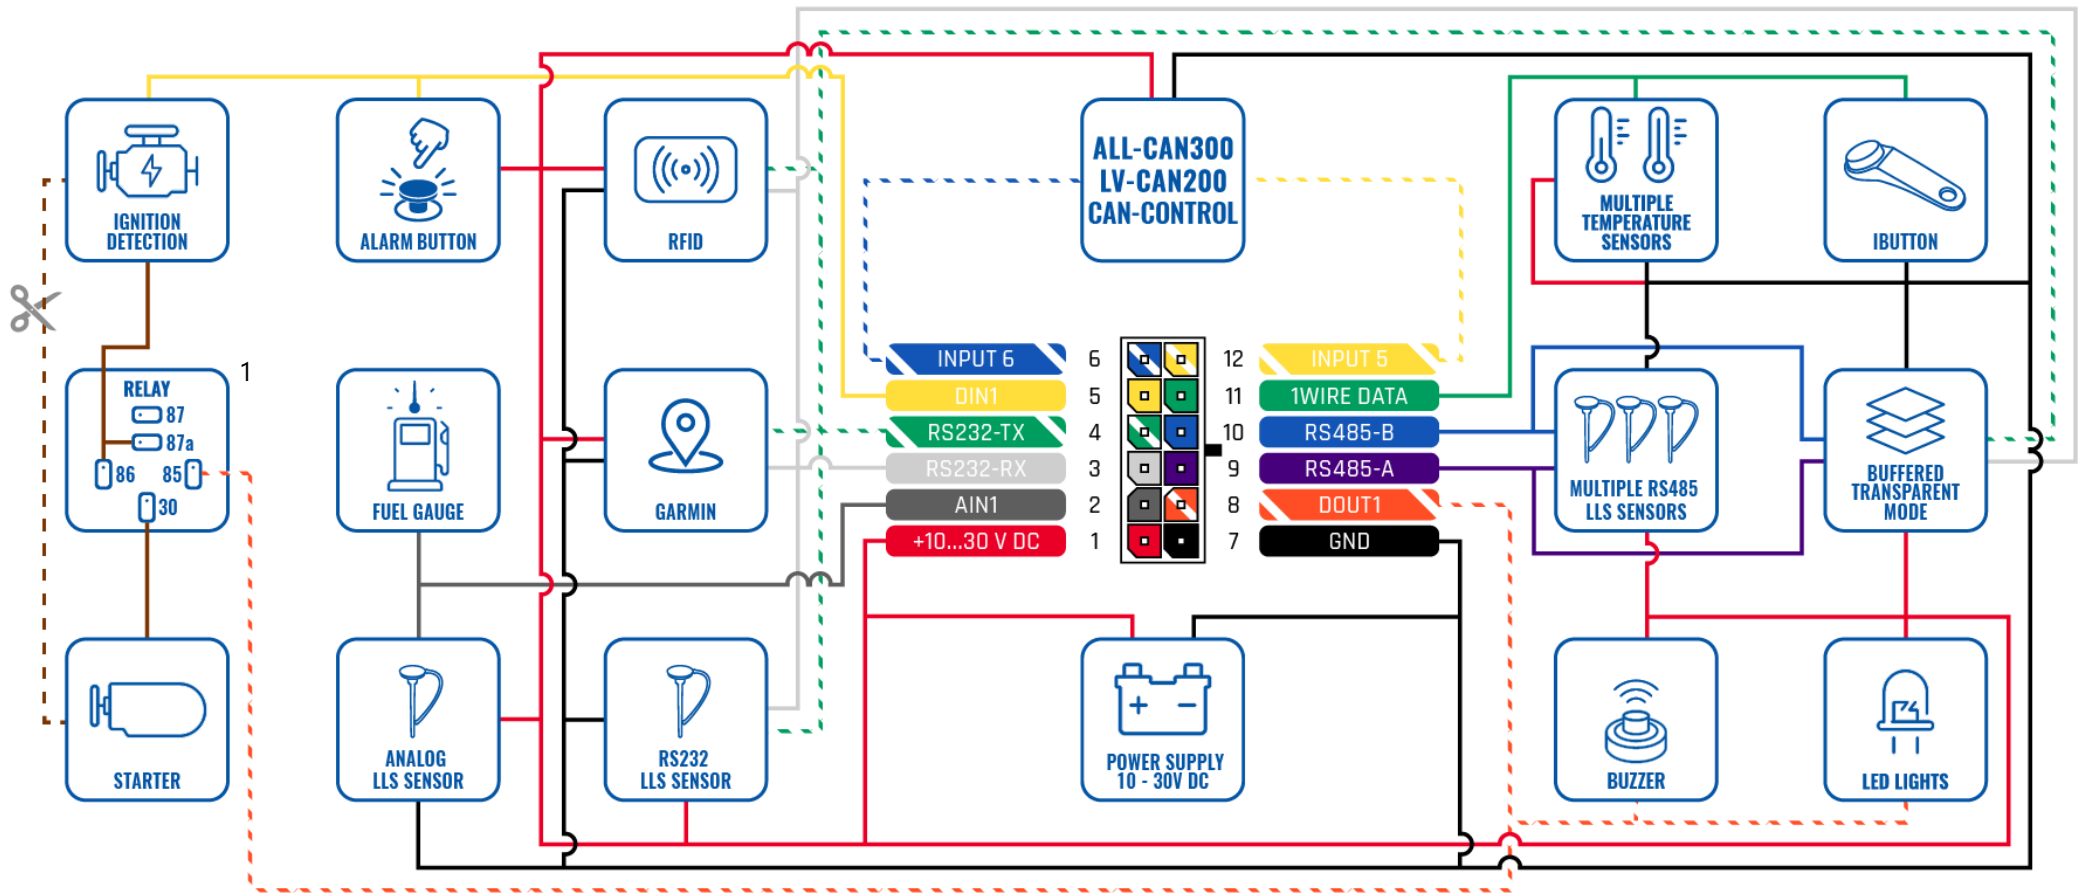 IGNITION
DETECTION
ALARM BUTTON
RFID
ALL-CAN300
LV-CAN200
CAN-CONTROL
MULTIPLE
TEMPERATURE
SENSORS
IBUTTON
RELAY
87
87a
86
85
30
1
FUEL GAUGE
GARMIN
INPUT 6
6
12
INPUT 5
DIN1
5
11
1WIRE DATA
RS232-TX
4
10
RS485-B
RS232-RX
3
9
RS485-A
AIN1
2
8
DOUT1
+10...30 V DC
1
7
GND
MULTIPLE RS485
LLS SENSORS
BUFFERED
TRANSPARENT
MODE
STARTER
ANALOG
LLS SENSOR
RS232
LLS SENSOR
+ −
POWER SUPPLY
10 - 30V DC
BUZZER
LED LIGHTS